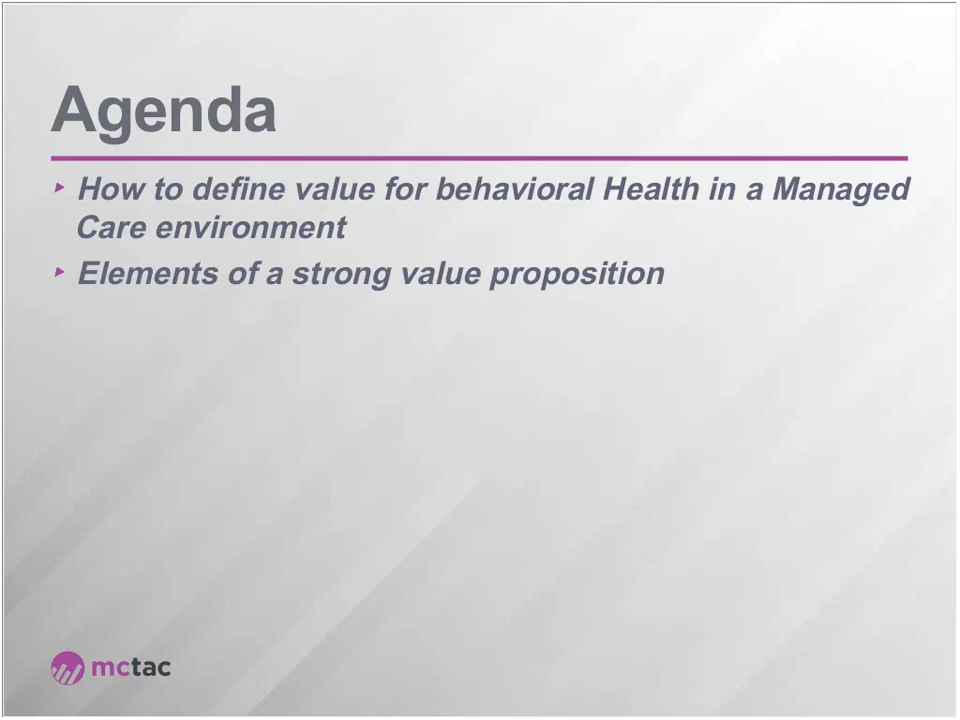 Agenda
‣ How to define value for behavioral Health in a Managed
Care environment
‣ Elements of a strong value proposition
mctac